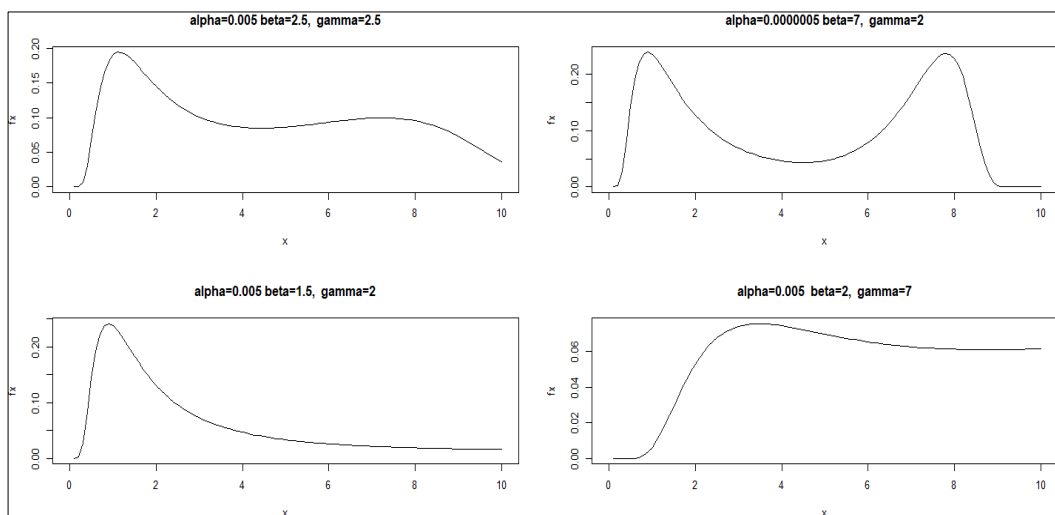 alpha=0.005 beta=2.5, gamma=2.5
fx
0.00 0.05 0.10 0.15 0.20
0 2 4 6 8 10
x
alpha=0.0000005 beta=7, gamma=2
fx
0.00 0.10 0.20
0 2 4 6 8 10
x
alpha=0.005 beta=1.5, gamma=2
fx
0.00 0.10 0.20
0 2 4 6 8 10
x
alpha=0.005 beta=2, gamma=7
fx
0.00 0.02 0.04 0.06
0 2 4 6 8 10
x